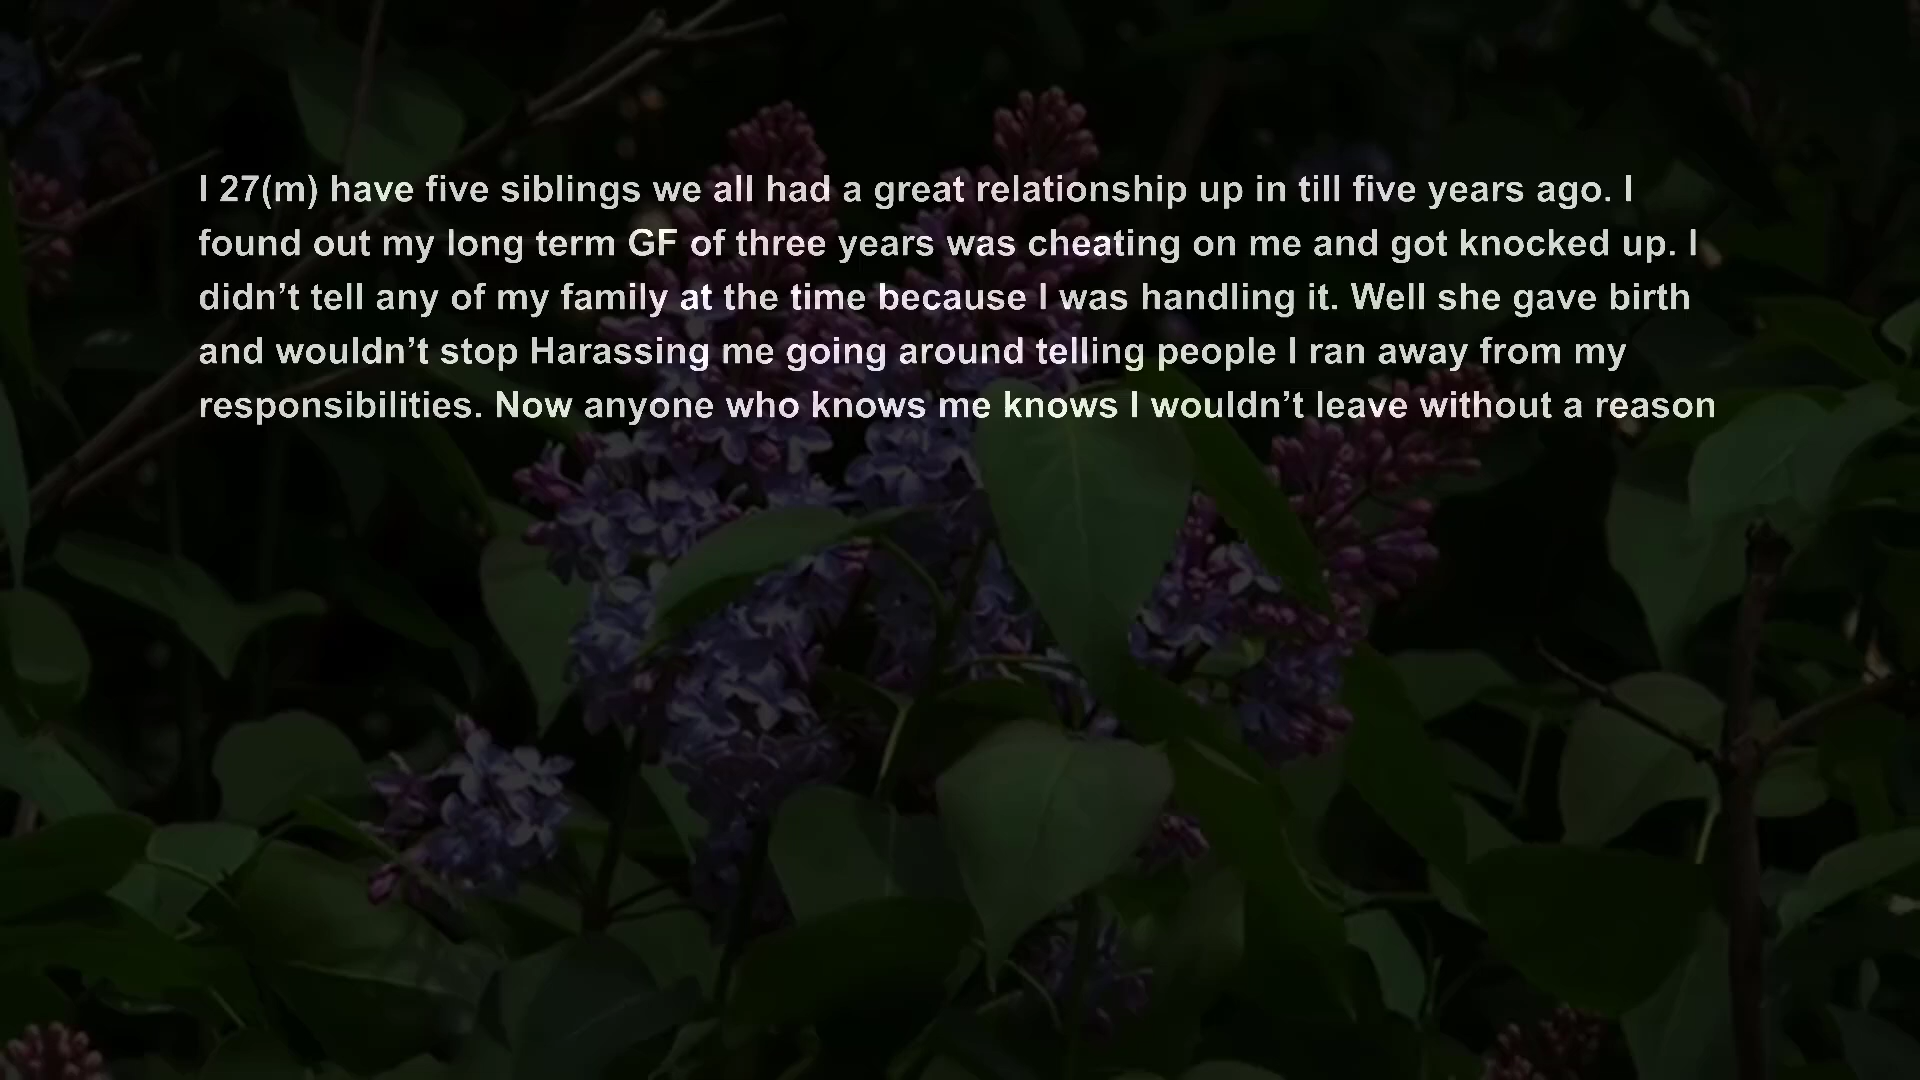 I 27(m) have five siblings we all had a great relationship up in till five years ago. I
found out my long term GF of three years was cheating on me and got knocked up. I
didn’t tell any of my family at the time because I was handling it. Well she gave birth
and wouldn’t stop Harassing me going around telling people I ran away from my
responsibilities. Now anyone who knows me knows I wouldn’t leave without a reason